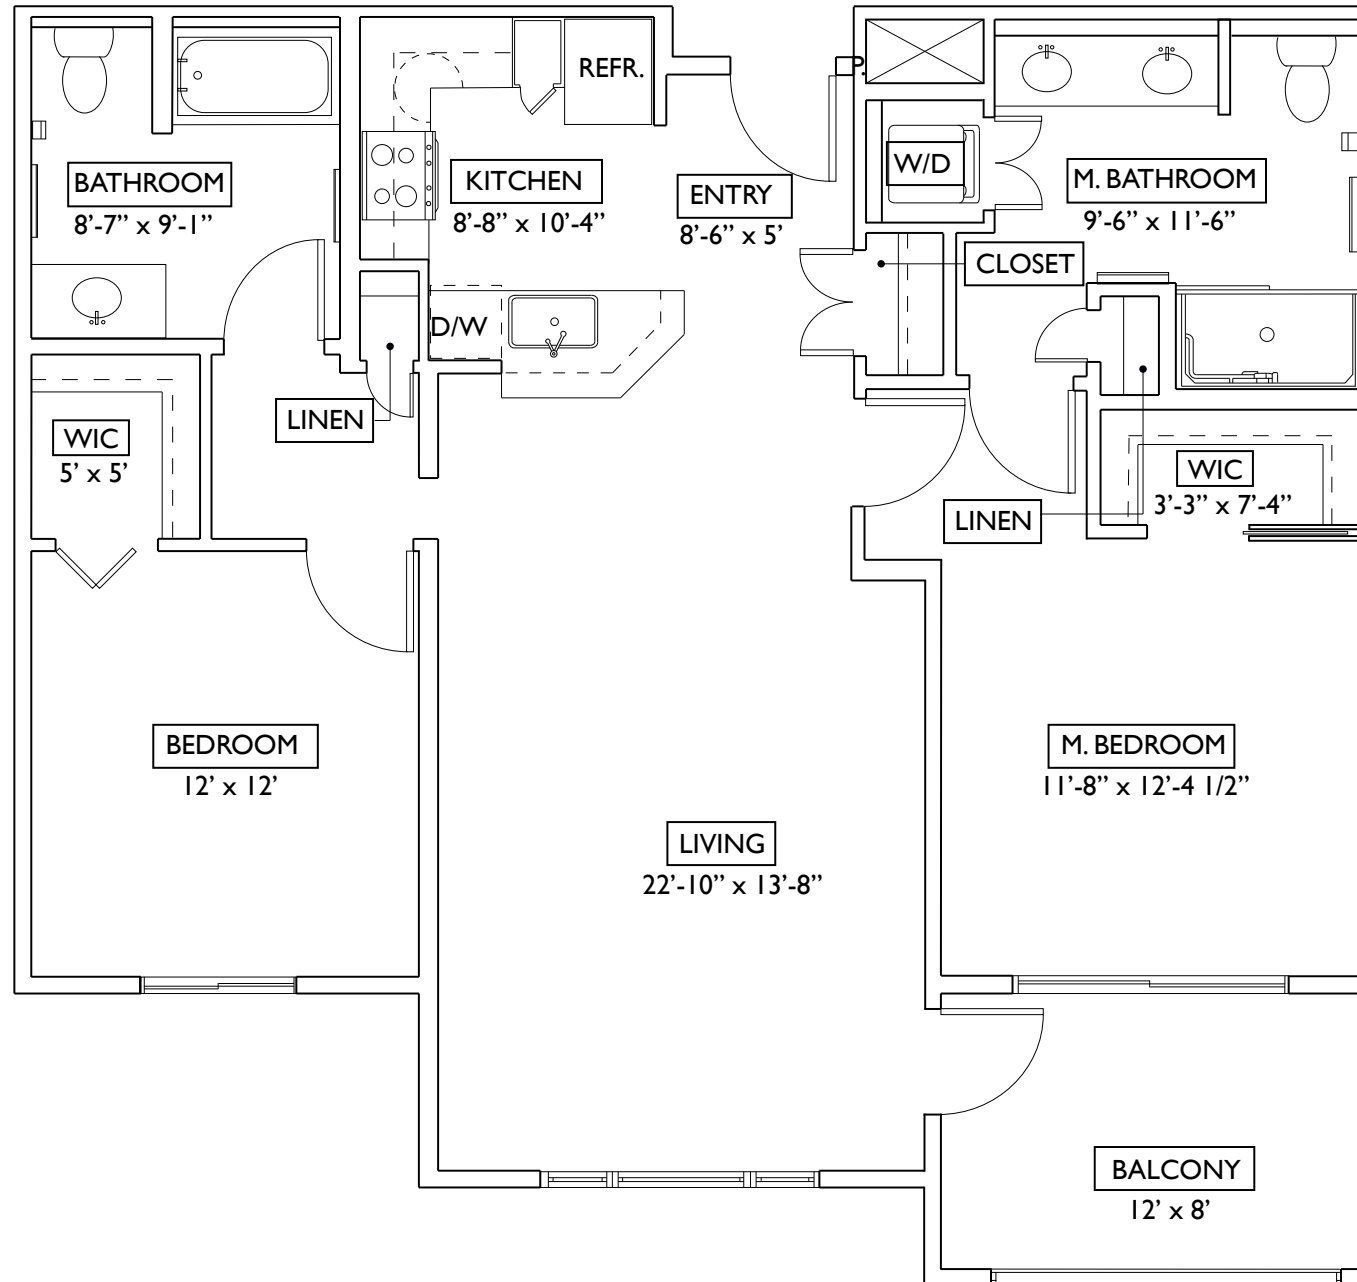 REFR.
P.
BATHROOM
8'-7” x 9'-1”
KITCHEN
8'-8” x 10'-4”
ENTRY
8'-6” x 5'
W/D
M. BATHROOM
9'-6” x 11'-6”
CLOSET
D/W
LINEN
WIC
5' x 5'
WIC
3'-3” x 7'-4”
LINEN
BEDROOM
12' x 12'
M. BEDROOM
11'-8” x 12'-4 1/2”
LIVING
22'-10” x 13'-8”
BALCONY
12' x 8'